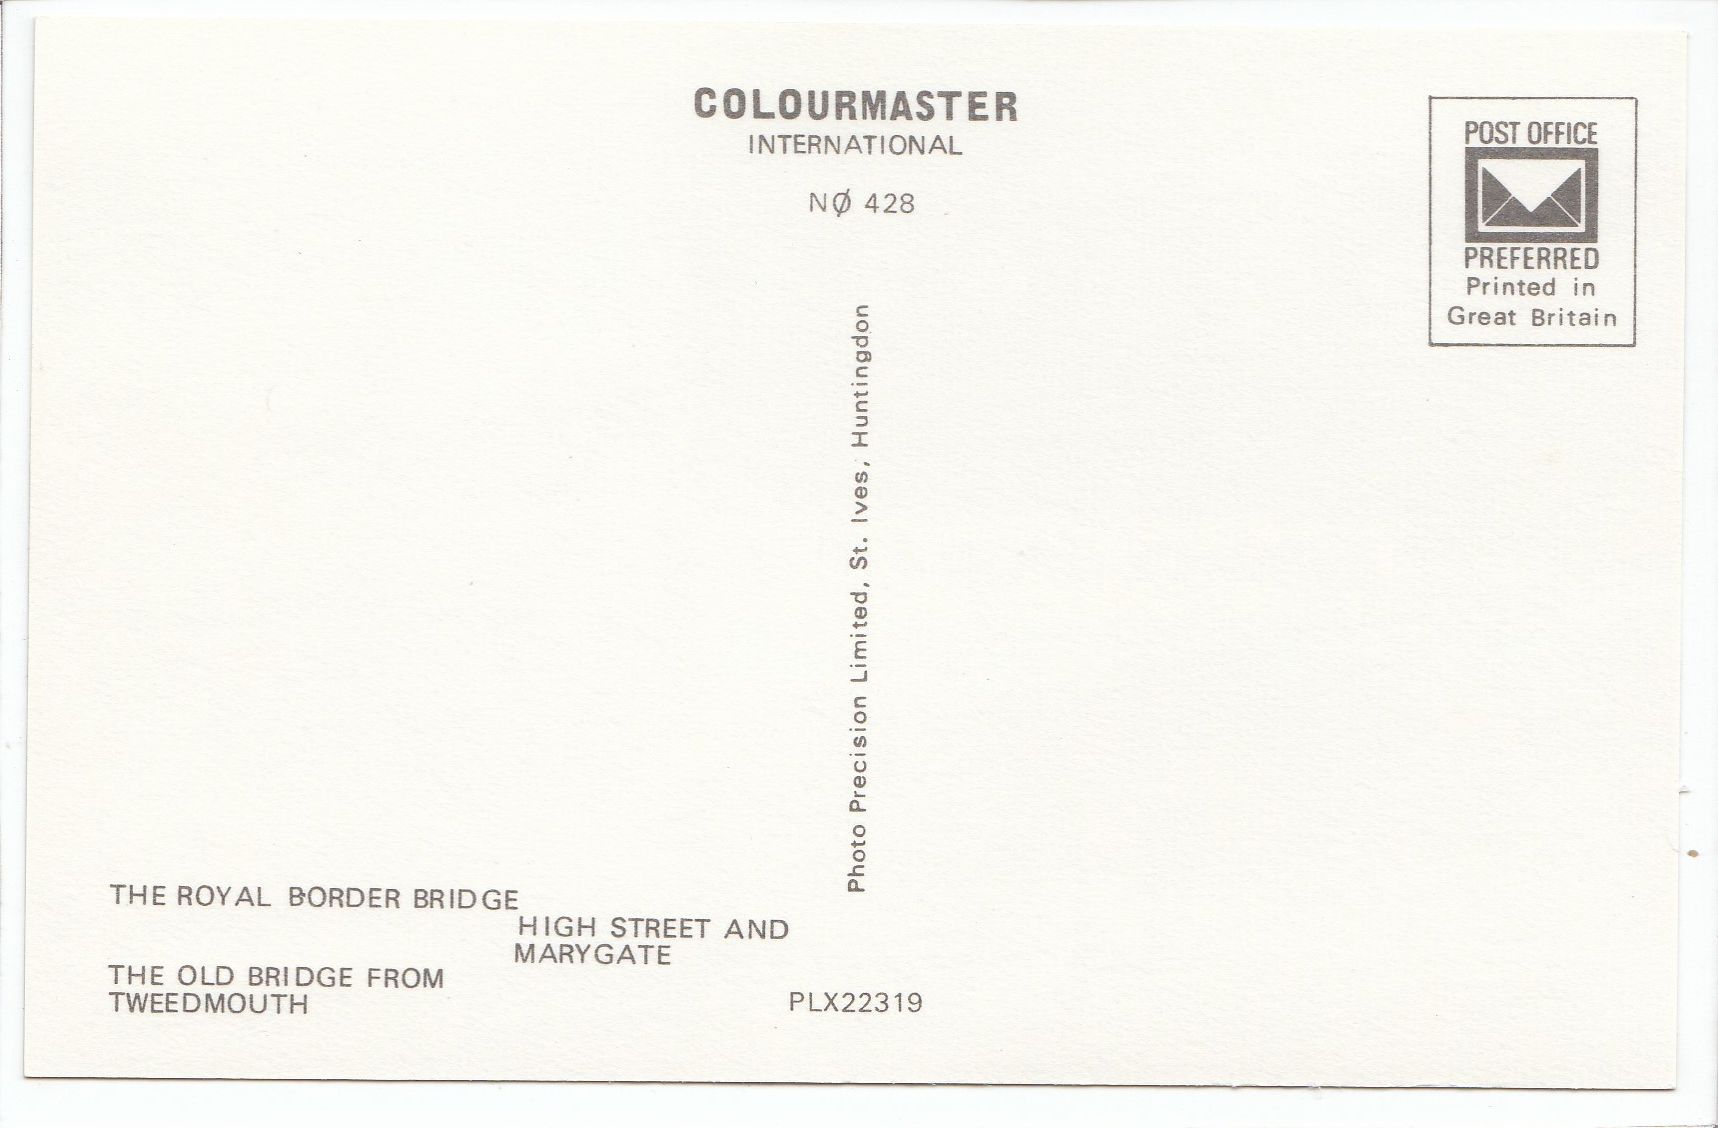 COLOURMASTER
INTERNATIONAL
NØ 428
POST OFFICE
PREFERRED
Printed in
Great Britain
Photo Precision Limited, St. Ives, Huntingdon
THE ROYAL BORDER BRIDGE
HIGH STREET AND
MARYGATE
THE OLD BRIDGE FROM
TWEEDMOUTH
PLX22319